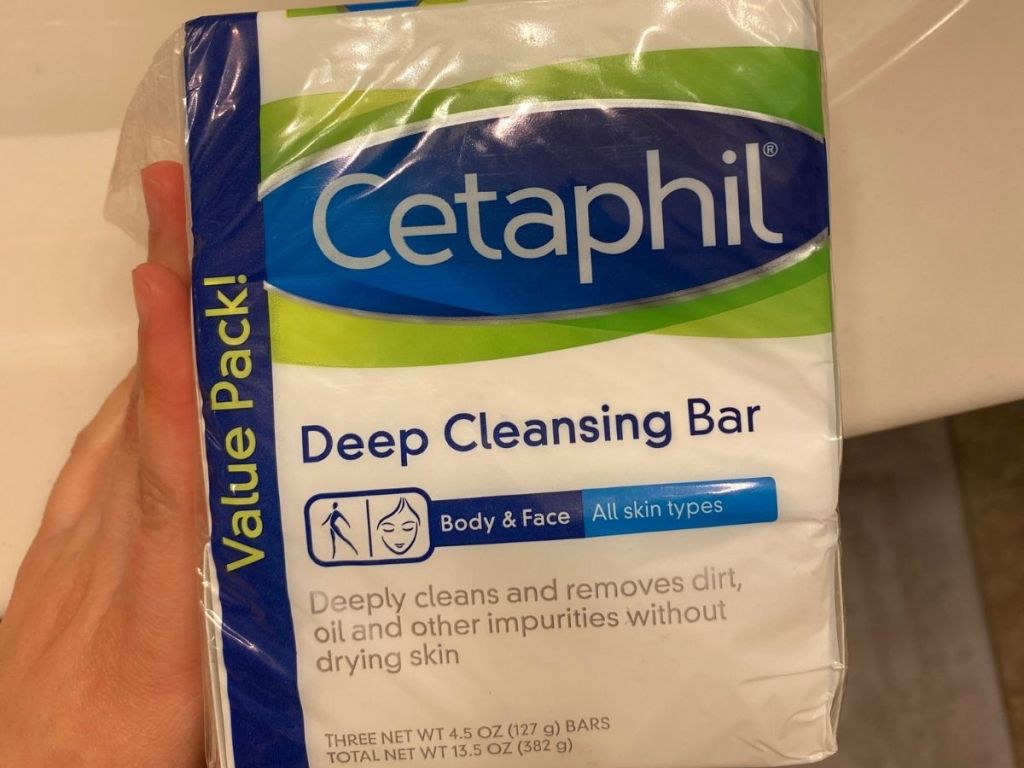 Cetaphil®
Value Pack!
Deep Cleansing Bar
Body & Face All skin types
Deeply cleans and removes dirt,
oil and other impurities without
drying skin
THREE NET WT 4.5 OZ (127 g) BARS
TOTAL NET WT 13.5 OZ (382 g)